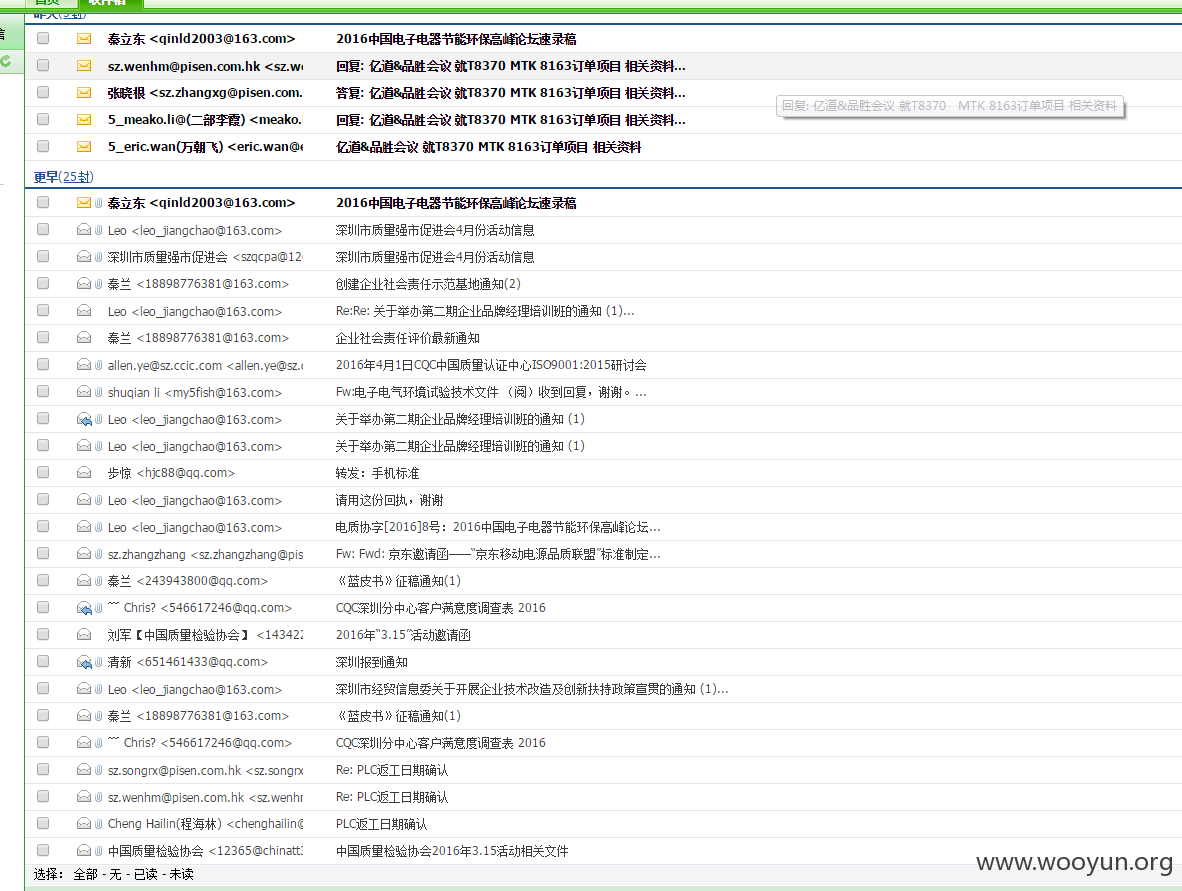 首页 收件箱
昨天(5封)
秦立东 <qinld2003@163.com> 2016中国电子电器节能环保高峰论坛速录稿
sz.wenhm@pisen.com.hk <sz.we 回复: 亿道&品胜会议 就T8370 MTK 8163订单项目 相关资料...
张晓根 <sz.zhangxg@pisen.com. 答复: 亿道&品胜会议 就T8370 MTK 8163订单项目 相关资料...
回复: 亿道&品胜会议 就T8370 MTK 8163订单项目 相关资料
5_meako.li@(二部李霞) <meako. 回复: 亿道&品胜会议 就T8370 MTK 8163订单项目 相关资料...
5_eric.wan(万朝飞) <eric.wan@e 亿道&品胜会议 就T8370 MTK 8163订单项目 相关资料
更早(25封)
秦立东 <qinld2003@163.com> 2016中国电子电器节能环保高峰论坛速录稿
Leo <leo_jiangchao@163.com> 深圳市质量强市促进会4月份活动信息
深圳市质量强市促进会 <szqcpa@12 深圳市质量强市促进会4月份活动信息
秦兰 <18898776381@163.com> 创建企业社会责任示范基地通知(2)
Leo <leo_jiangchao@163.com> Re:Re: 关于举办第二期企业品牌经理培训班的通知 (1)...
秦兰 <18898776381@163.com> 企业社会责任评价最新通知
allen.ye@sz.ccic.com <allen.ye@sz.c 2016年4月1日CQC中国质量认证中心ISO9001:2015研讨会
shuqian li <my5fish@163.com> Fw:电子电气环境试验技术文件 （阅）收到回复，谢谢。...
Leo <leo_jiangchao@163.com> 关于举办第二期企业品牌经理培训班的通知 (1)
Leo <leo_jiangchao@163.com> 关于举办第二期企业品牌经理培训班的通知 (1)
步惊 <hjc88@qq.com> 转发：手机标准
Leo <leo_jiangchao@163.com> 请用这份回执，谢谢
Leo <leo_jiangchao@163.com> 电质协字[2016]8号：2016中国电子电器节能环保高峰论坛...
sz.zhangzhang <sz.zhangzhang@pis Fw: Fwd: 京东邀请函——“京东移动电源品质联盟”标准制定...
秦兰 <243943800@qq.com> 《蓝皮书》征稿通知(1)
~~ Chris? <546617246@qq.com> CQC深圳分中心客户满意度调查表 2016
刘军【中国质量检验协会】 <143422 2016年“3.15”活动邀请函
清新 <651461433@qq.com> 深圳报到通知
Leo <leo_jiangchao@163.com> 深圳市经贸信息委关于开展企业技术改造及创新扶持政策宣贯的通知 (1)...
秦兰 <18898776381@163.com> 《蓝皮书》征稿通知(1)
~~ Chris? <546617246@qq.com> CQC深圳分中心客户满意度调查表 2016
sz.songrx@pisen.com.hk <sz.songrx Re: PLC返工日期确认
sz.wenhm@pisen.com.hk <sz.wenhr Re: PLC返工日期确认
Cheng Hailin(程海林) <chenghailin@ PLC返工日期确认
中国质量检验协会 <12365@chinatt3 中国质量检验协会2016年3.15活动相关文件
选择： 全部 - 无 - 已读 - 未读
www.wooyun.org